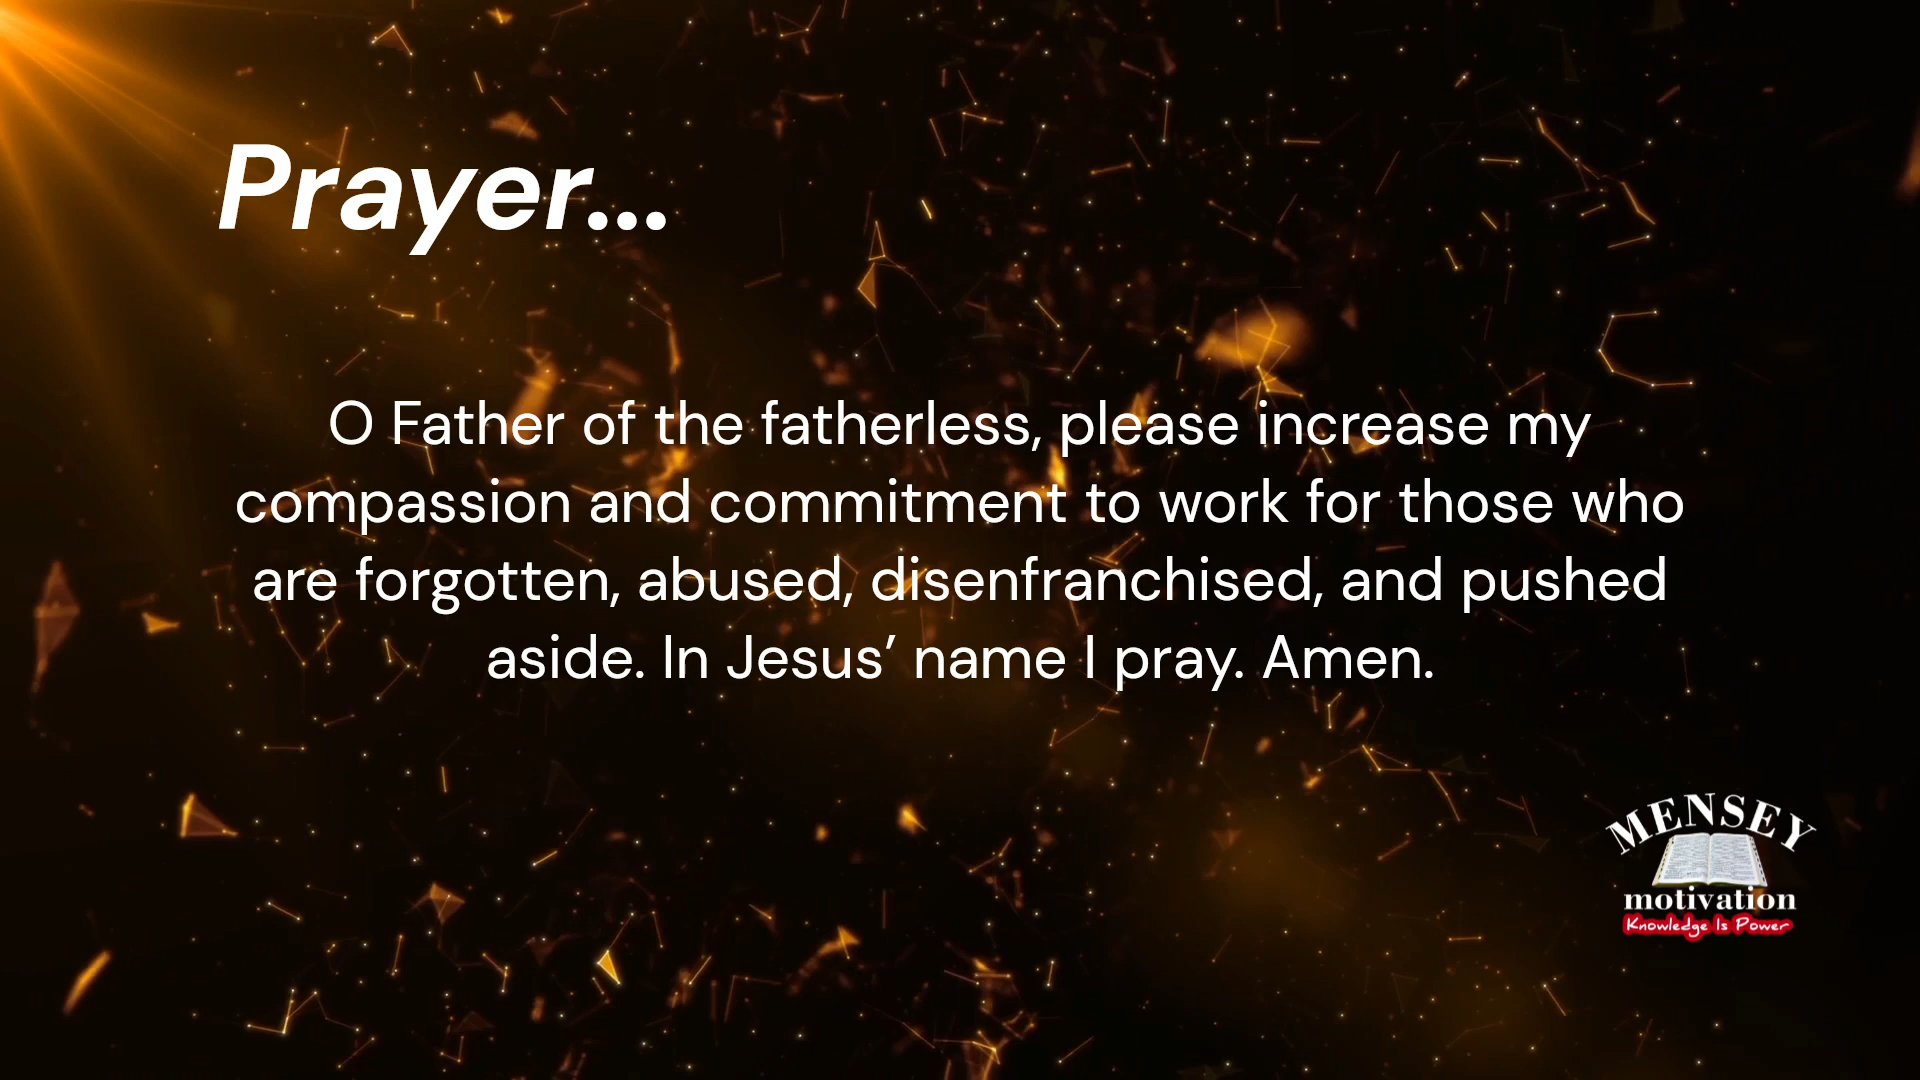 Prayer...
O Father of the fatherless, please increase my
compassion and commitment to work for those who
are forgotten, abused, disenfranchised, and pushed
aside. In Jesus’ name I pray. Amen.
MENSEY
motivation
Knowledge Is Power